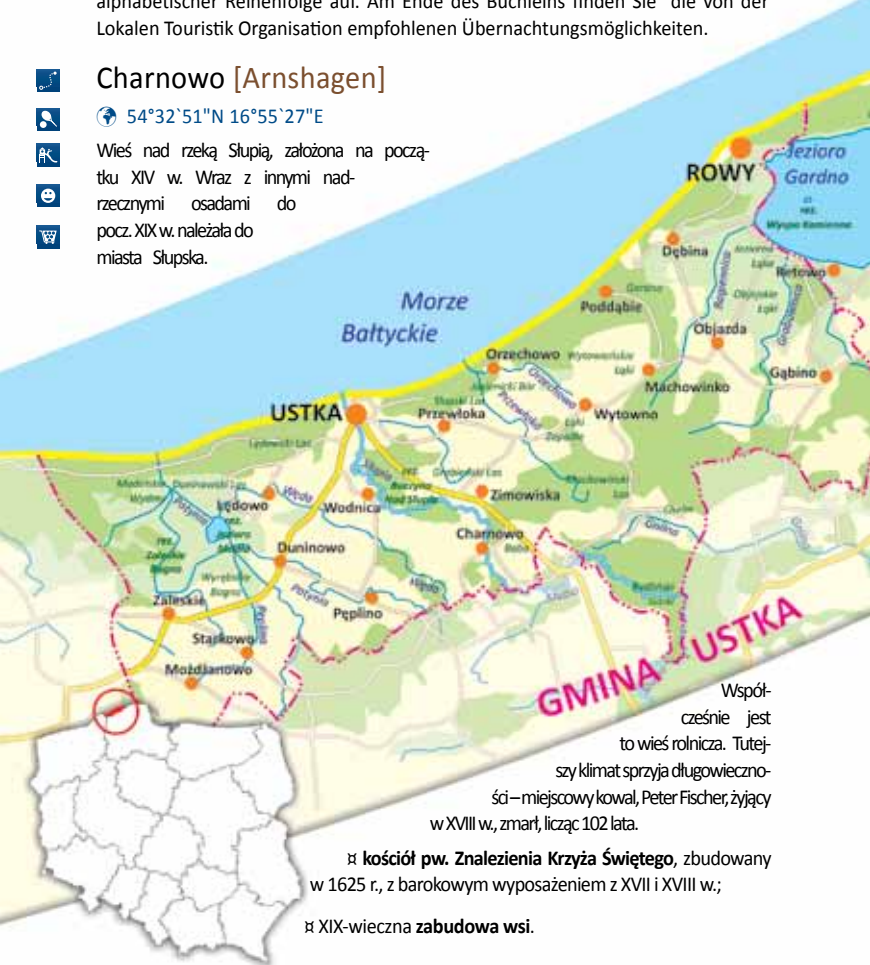 alphabetischer Reihenfolge auf. Am Ende des Büchleins finden Sie die von der
Lokalen Touristik Organisation empfohlenen Übernachtungsmöglichkeiten.
Charnowo [Arnshagen]
54°32`51"N 16°55`27"E
Wieś nad rzeką Słupią, założona na począ-
tku XIV w. Wraz z innymi nad-
rzecznymi osadami do
pocz. XIX w. należała do
miasta Słupska.
ROWY
Jezioro
Gardno
Wyspa Kamienna
Dębina
Retowo
Morze
Bałtyckie
Poddąbie
Objazda
Orzechowo
Gąbino
Machowinko
USTKA
Przewłoka
Orzechowa
Wytowno
Zimowiska
Lędowo
Wodnica
Charnowo
Duninowo
Zaleskie
Potynia
Pęplino
Starkowo
Możdżanowo
GMINA USTKA
Współ-
cześnie jest
to wieś rolnicza. Tutej-
szy klimat sprzyja długowieczno-
ści – miejscowy kowal, Peter Fischer, żyjący
w XVIII w., zmarł, licząc 102 lata.
¤ kościół pw. Znalezienia Krzyża Świętego, zbudowany
w 1625 r., z barokowym wyposażeniem z XVII i XVIII w.;
¤ XIX-wieczna zabudowa wsi.